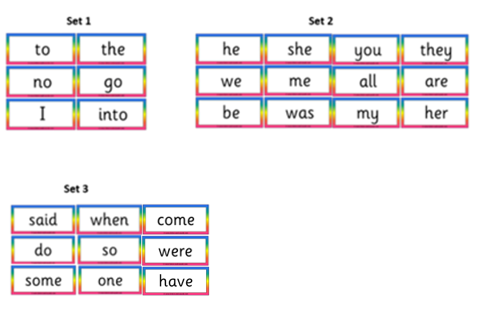 Set 1
to the
no go
I into
Set 2
he she you they
we me all are
be was my her
Set 3
said when come
do so were
some one have